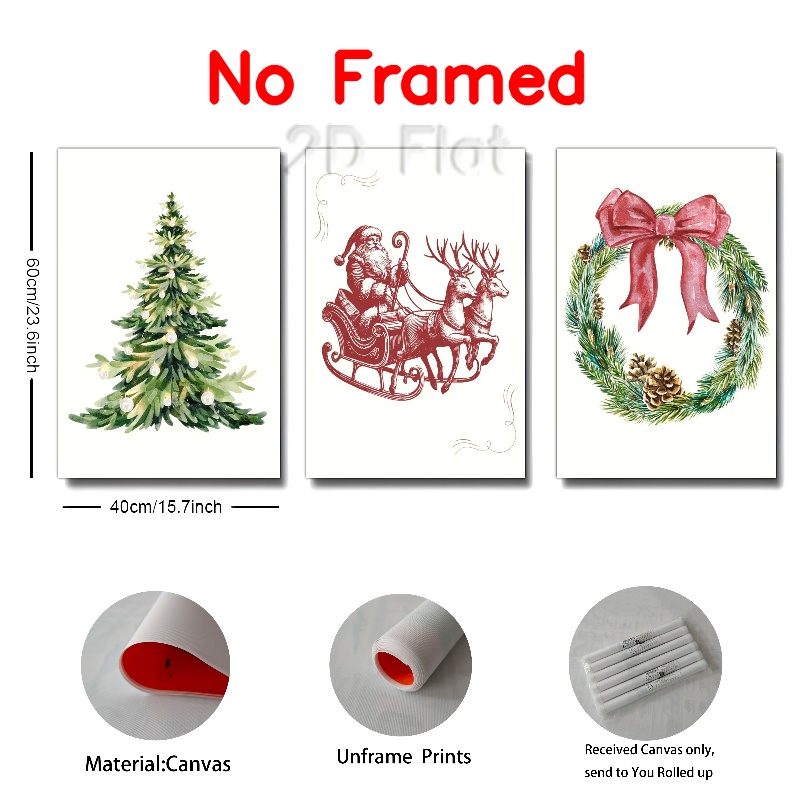 No Framed
2D Flat
60cm/23.6inch
40cm/15.7inch
Material:Canvas
Unframe Prints
Received Canvas only,
send to You Rolled up